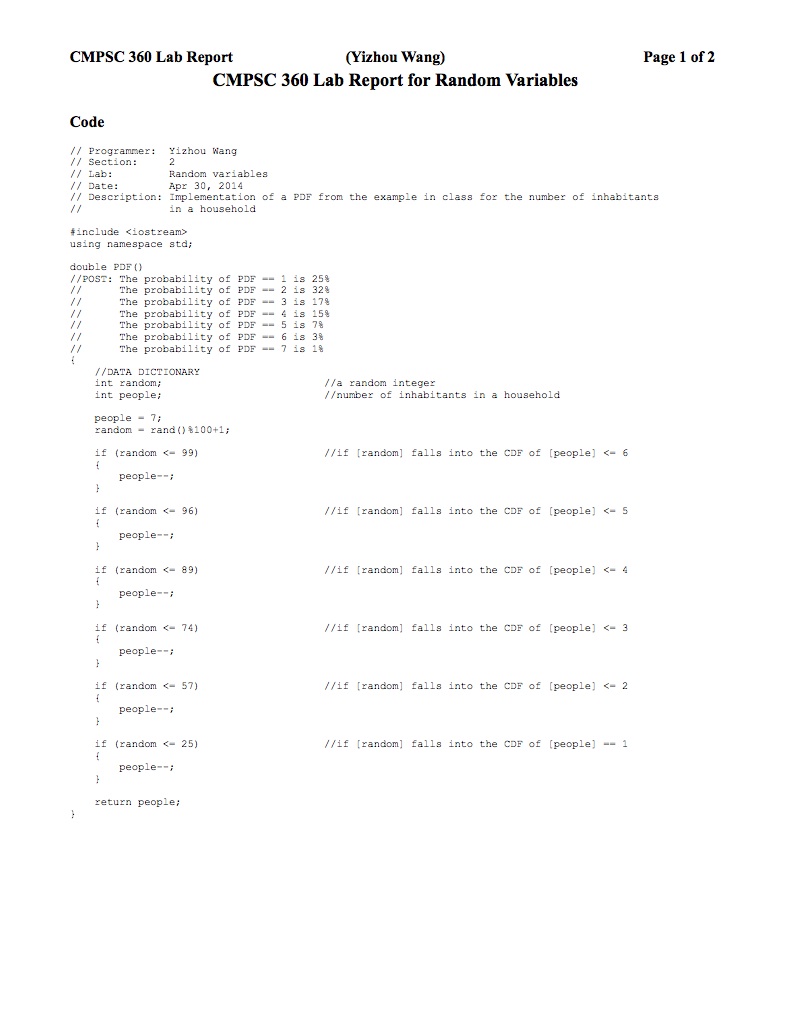 CMPSC 360 Lab Report (Yizhou Wang) Page 1 of 2
CMPSC 360 Lab Report for Random Variables
Code
// Programmer: Yizhou Wang
// Section: 2
// Lab: Random variables
// Date: Apr 30, 2014
// Description: Implementation of a PDF from the example in class for the number of inhabitants
// in a household
#include <iostream>
using namespace std;
double PDF()
//POST: The probability of PDF == 1 is 25%
// The probability of PDF == 2 is 32%
// The probability of PDF == 3 is 17%
// The probability of PDF == 4 is 15%
// The probability of PDF == 5 is 7%
// The probability of PDF == 6 is 3%
// The probability of PDF == 7 is 1%
{
//DATA DICTIONARY
int random; //a random integer
int people; //number of inhabitants in a household
people = 7;
random = rand()%100+1;
if (random <= 99) //if [random] falls into the CDF of [people] <= 6
{
people--;
}
if (random <= 96) //if [random] falls into the CDF of [people] <= 5
{
people--;
}
if (random <= 89) //if [random] falls into the CDF of [people] <= 4
{
people--;
}
if (random <= 74) //if [random] falls into the CDF of [people] <= 3
{
people--;
}
if (random <= 57) //if [random] falls into the CDF of [people] <= 2
{
people--;
}
if (random <= 25) //if [random] falls into the CDF of [people] == 1
{
people--;
}
return people;
}